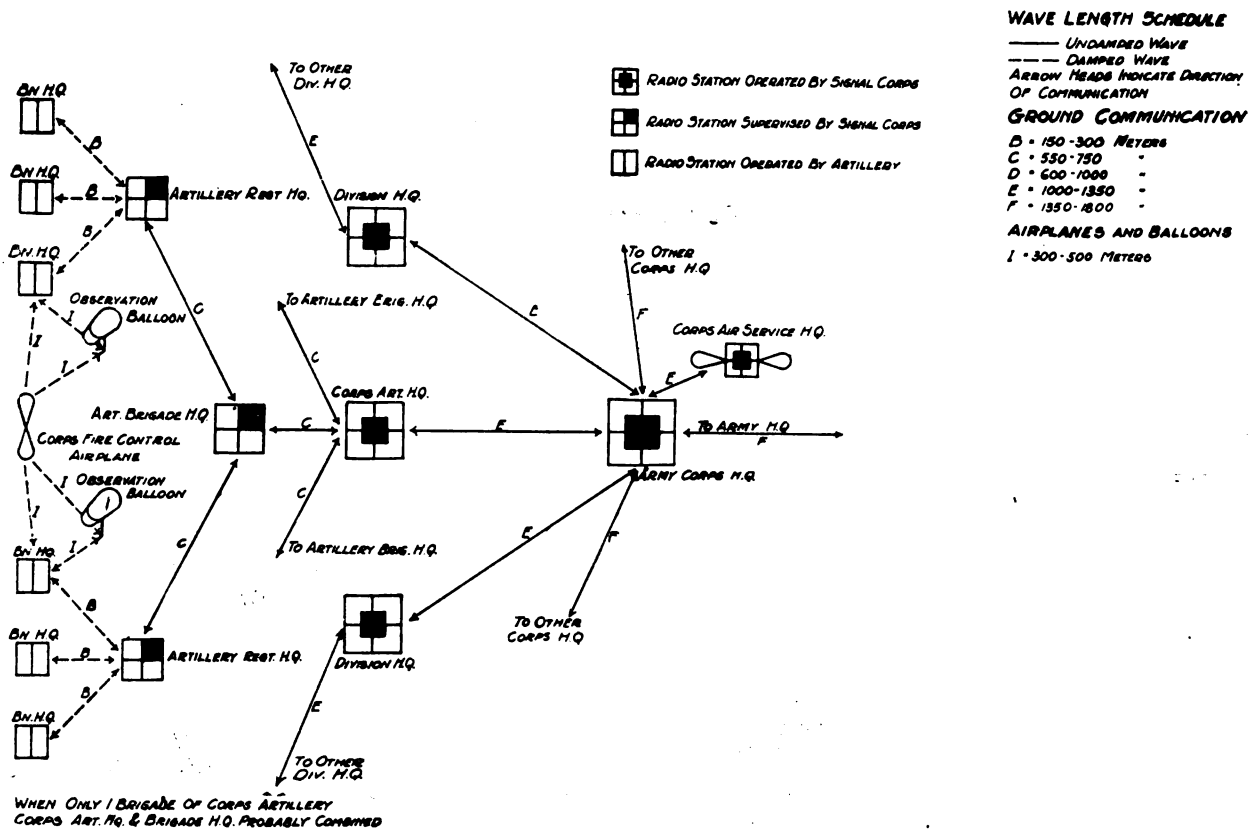 WAVE LENGTH SCHEDULE
UNDAMPED WAVE
DAMPED WAVE
ARROW HEADS INDICATE DIRECTION
OF COMMUNICATION
GROUND COMMUNICATION
B = 150-300 METERS
C = 550-750 "
D = 600-1000 "
E = 1000-1350 "
F = 1350-1800 "
AIRPLANES AND BALLOONS
I = 300-500 METERS
RADIO STATION OPERATED BY SIGNAL CORPS
RADIO STATION SUPERVISED BY SIGNAL CORPS
RADIO STATION OPERATED BY ARTILLERY
TO OTHER
DIV. H.Q.
E
BN H.Q.
B
BN H.Q.
B
ARTILLERY REGT HQ.
B
BN. H.Q.
DIVISION H.Q.
OBSERVATION
BALLOON
I
I
I
C
TO ARTILLERY BRIG. H.Q.
C
E
TO OTHER
CORPS H.Q.
F
CORPS AIR SERVICE H.Q.
E
CORPS ART. H.Q.
ART. BRIGADE H.Q.
C
E
TO ARMY H.Q.
F
CORPS FIRE CONTROL
AIRPLANE
ARMY CORPS H.Q.
OBSERVATION
BALLOON
I
I
I
C
C
TO ARTILLERY BRIG. H.Q.
E
F
BN HQ.
B
TO OTHER
CORPS H.Q.
BN H.Q.
B
ARTILLERY REGT. H.Q.
DIVISION H.Q.
B
BN. H.Q.
E
TO OTHER
DIV. H.Q.
WHEN ONLY 1 BRIGADE OF CORPS ARTILLERY
CORPS ART. HQ. & BRIGADE H.Q. PROBABLY COMBINED